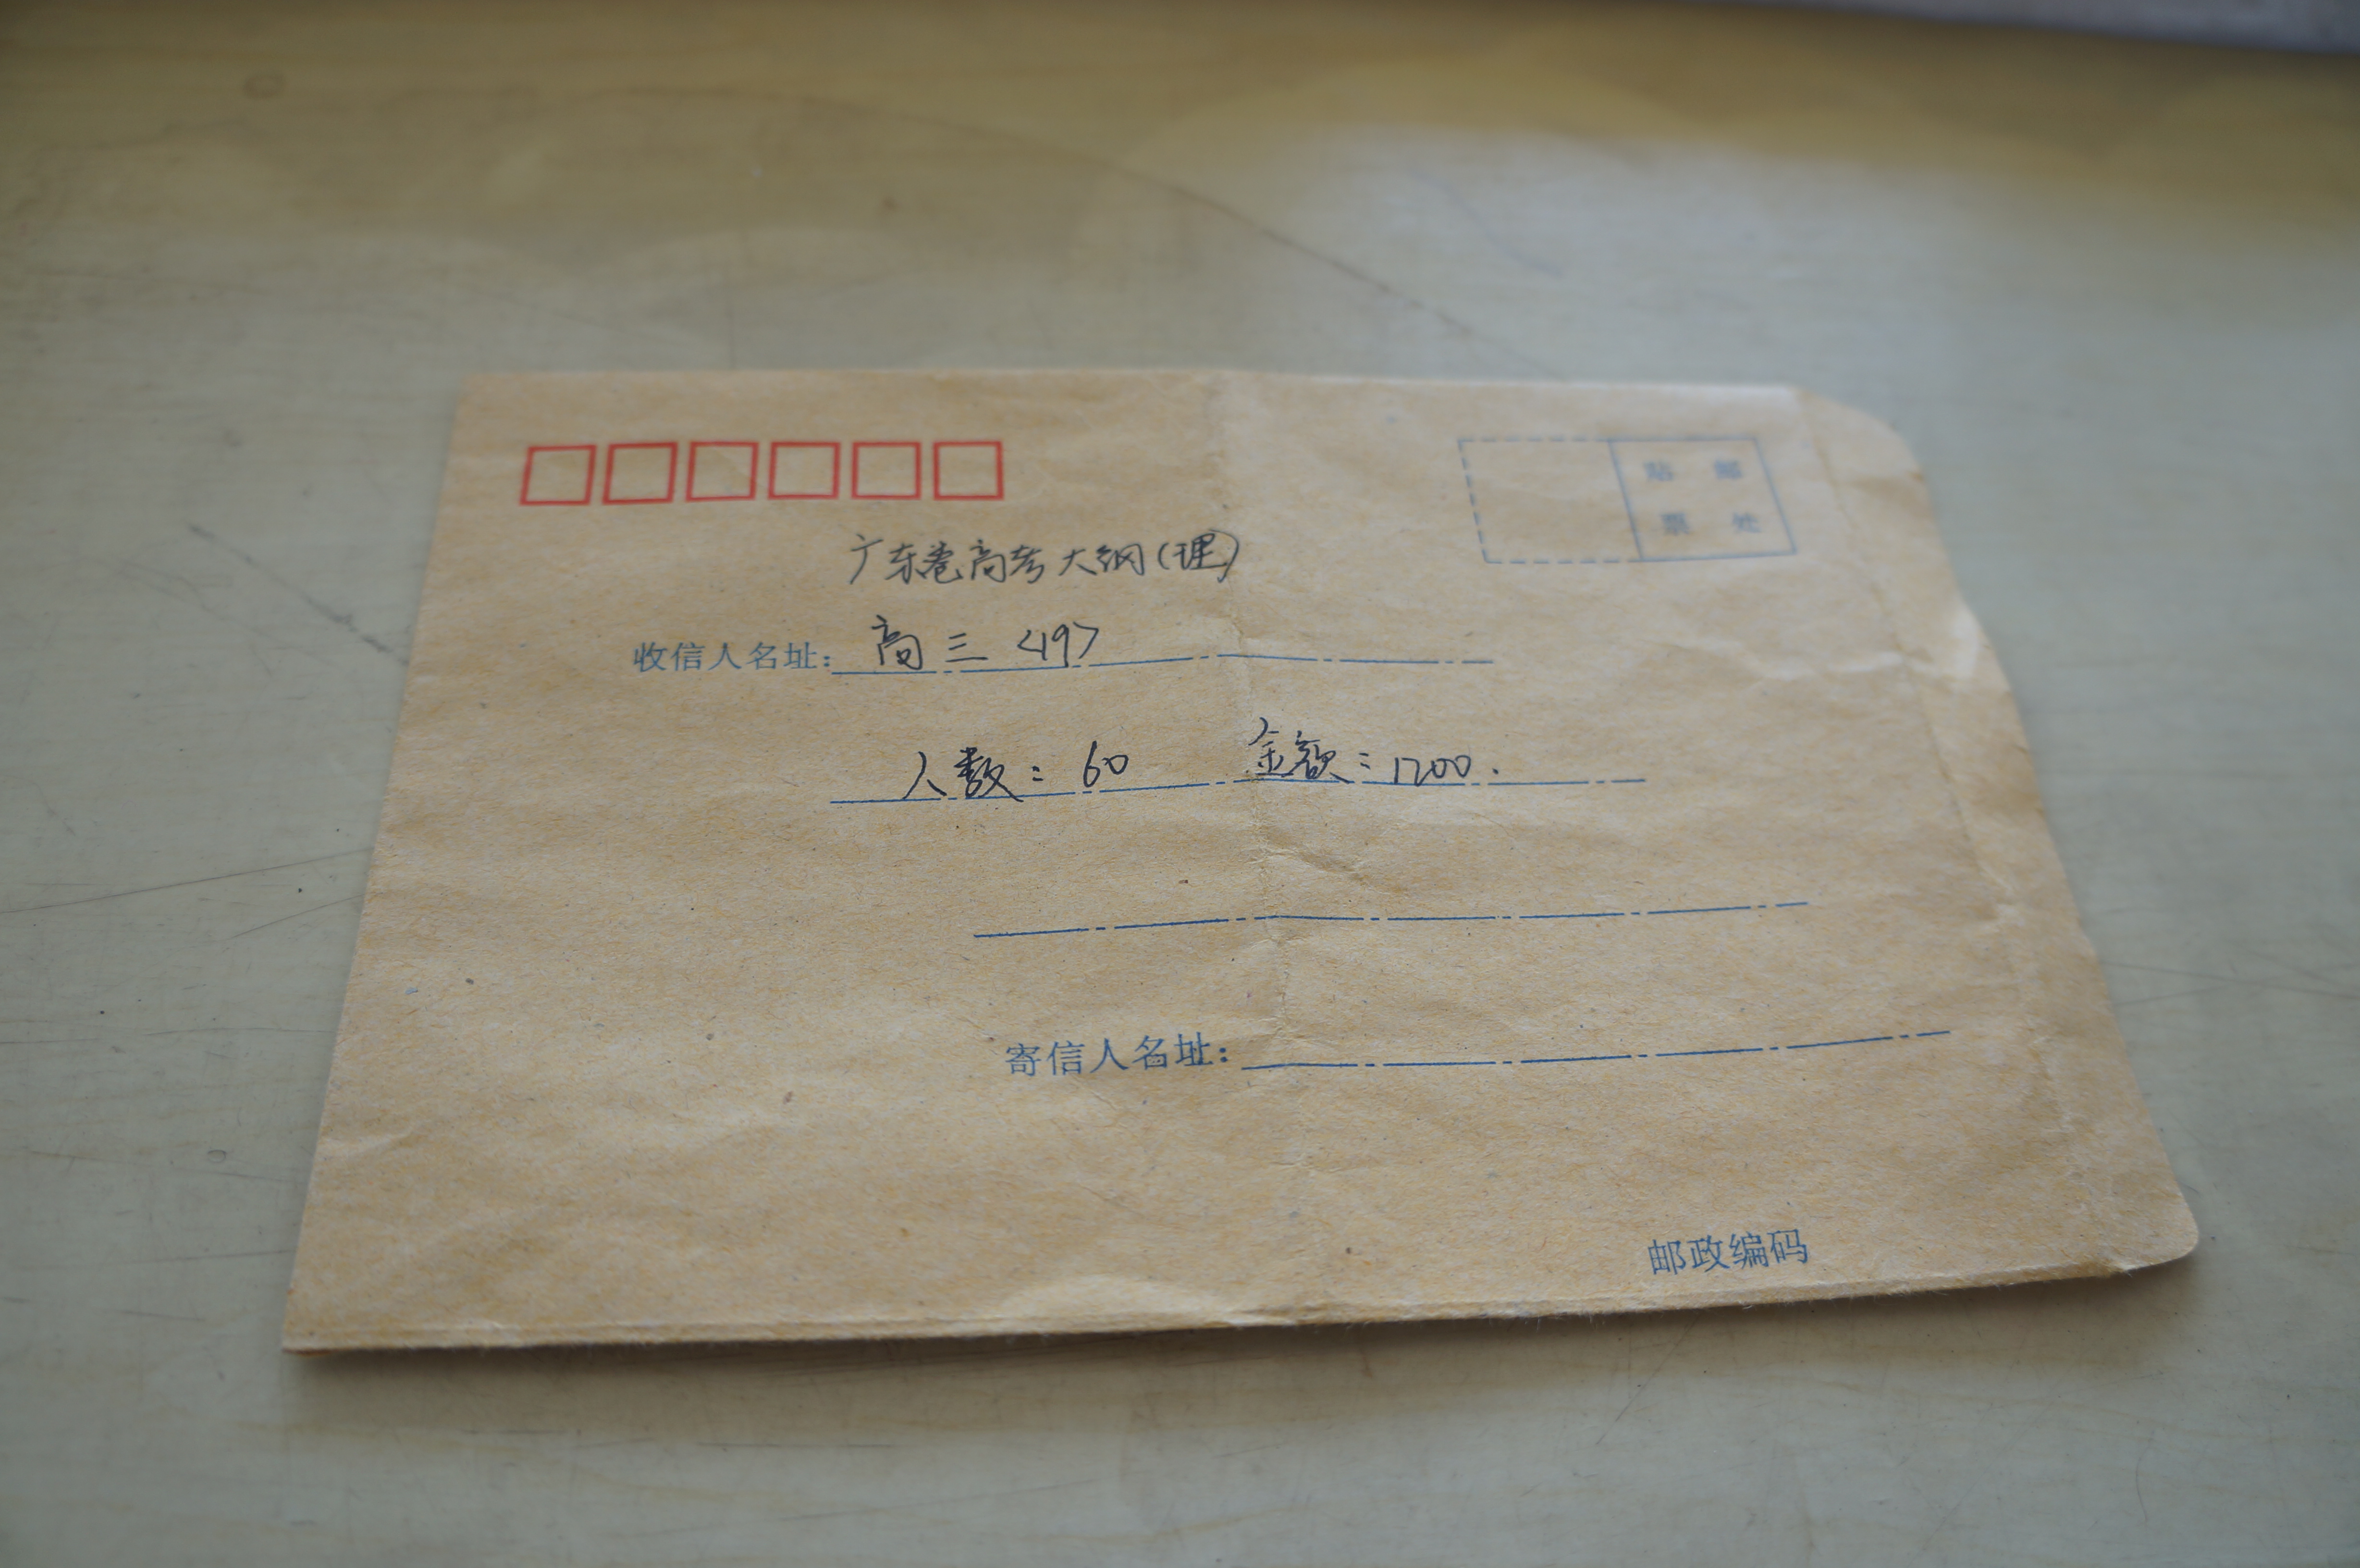 贴 邮
票 处
广东卷高考大纲(理)
收信人名址: 高三<19>
人数: 60 金额: 1200.
寄信人名址:
邮政编码